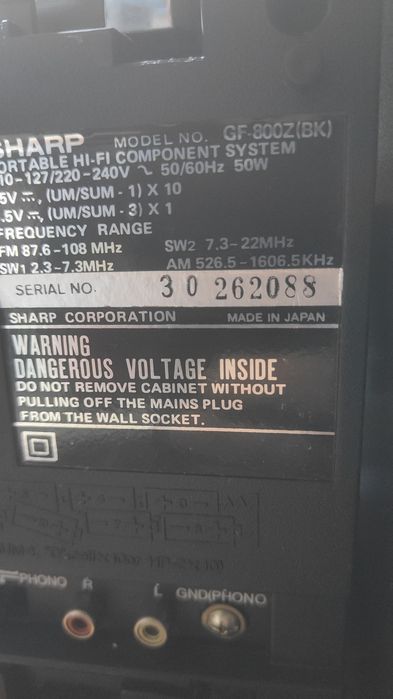 SHARP MODEL NO. GF-800Z(BK)
ORTABLE HI-FI COMPONENT SYSTEM
10-127/220-240V ~ 50/60Hz 50W
5V ⎓, (UM/SUM - 1) X 10
.5V ⎓, (UM/SUM - 3) X 1
FREQUENCY RANGE
FM 87.6-108 MHz SW2 7.3-22MHz
SW1 2.3-7.3MHz AM 526.5-1606.5KHz
SERIAL NO. 30262088
SHARP CORPORATION MADE IN JAPAN
WARNING
DANGEROUS VOLTAGE INSIDE
DO NOT REMOVE CABINET WITHOUT
PULLING OFF THE MAINS PLUG
FROM THE WALL SOCKET.
PHONO R L GND(PHONO